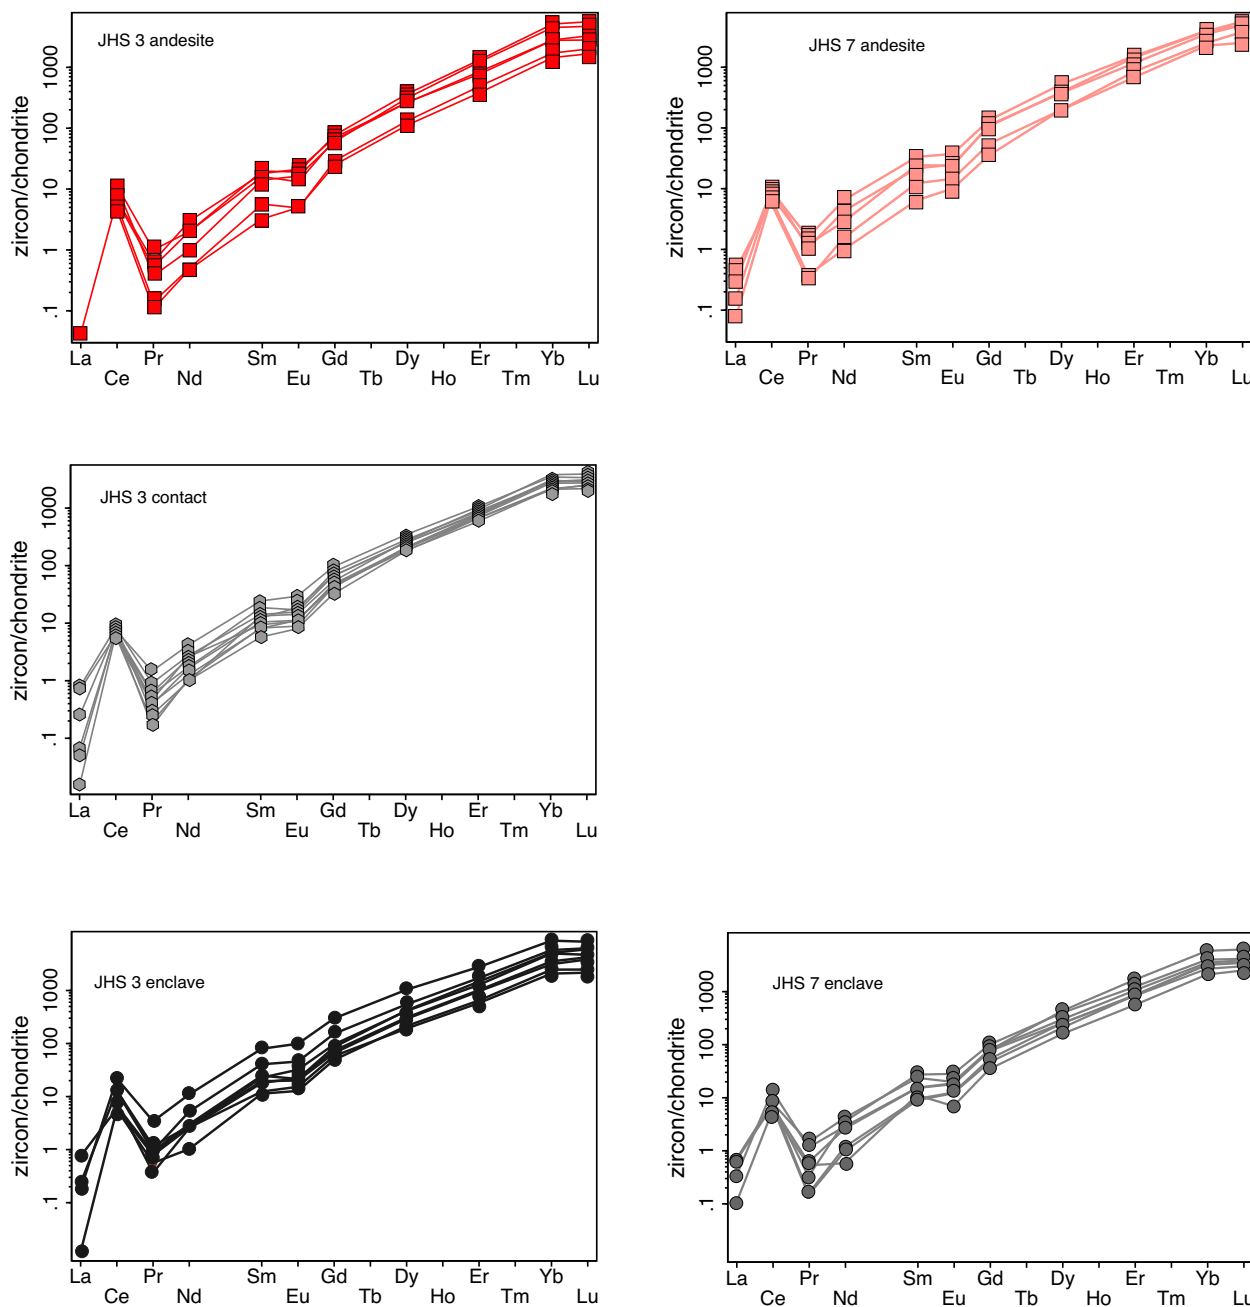 JHS 3 andesite
zircon/chondrite
1000
100
10
1
.1
La Pr Sm Gd Dy Er Yb
Ce Nd Eu Tb Ho Tm Lu
JHS 7 andesite
zircon/chondrite
1000
100
10
1
.1
La Pr Sm Gd Dy Er Yb
Ce Nd Eu Tb Ho Tm Lu
JHS 3 contact
zircon/chondrite
1000
100
10
1
.1
La Pr Sm Gd Dy Er Yb
Ce Nd Eu Tb Ho Tm Lu
JHS 3 enclave
zircon/chondrite
1000
100
10
1
.1
La Pr Sm Gd Dy Er Yb
Ce Nd Eu Tb Ho Tm Lu
JHS 7 enclave
zircon/chondrite
1000
100
10
1
.1
La Pr Sm Gd Dy Er Yb
Ce Nd Eu Tb Ho Tm Lu